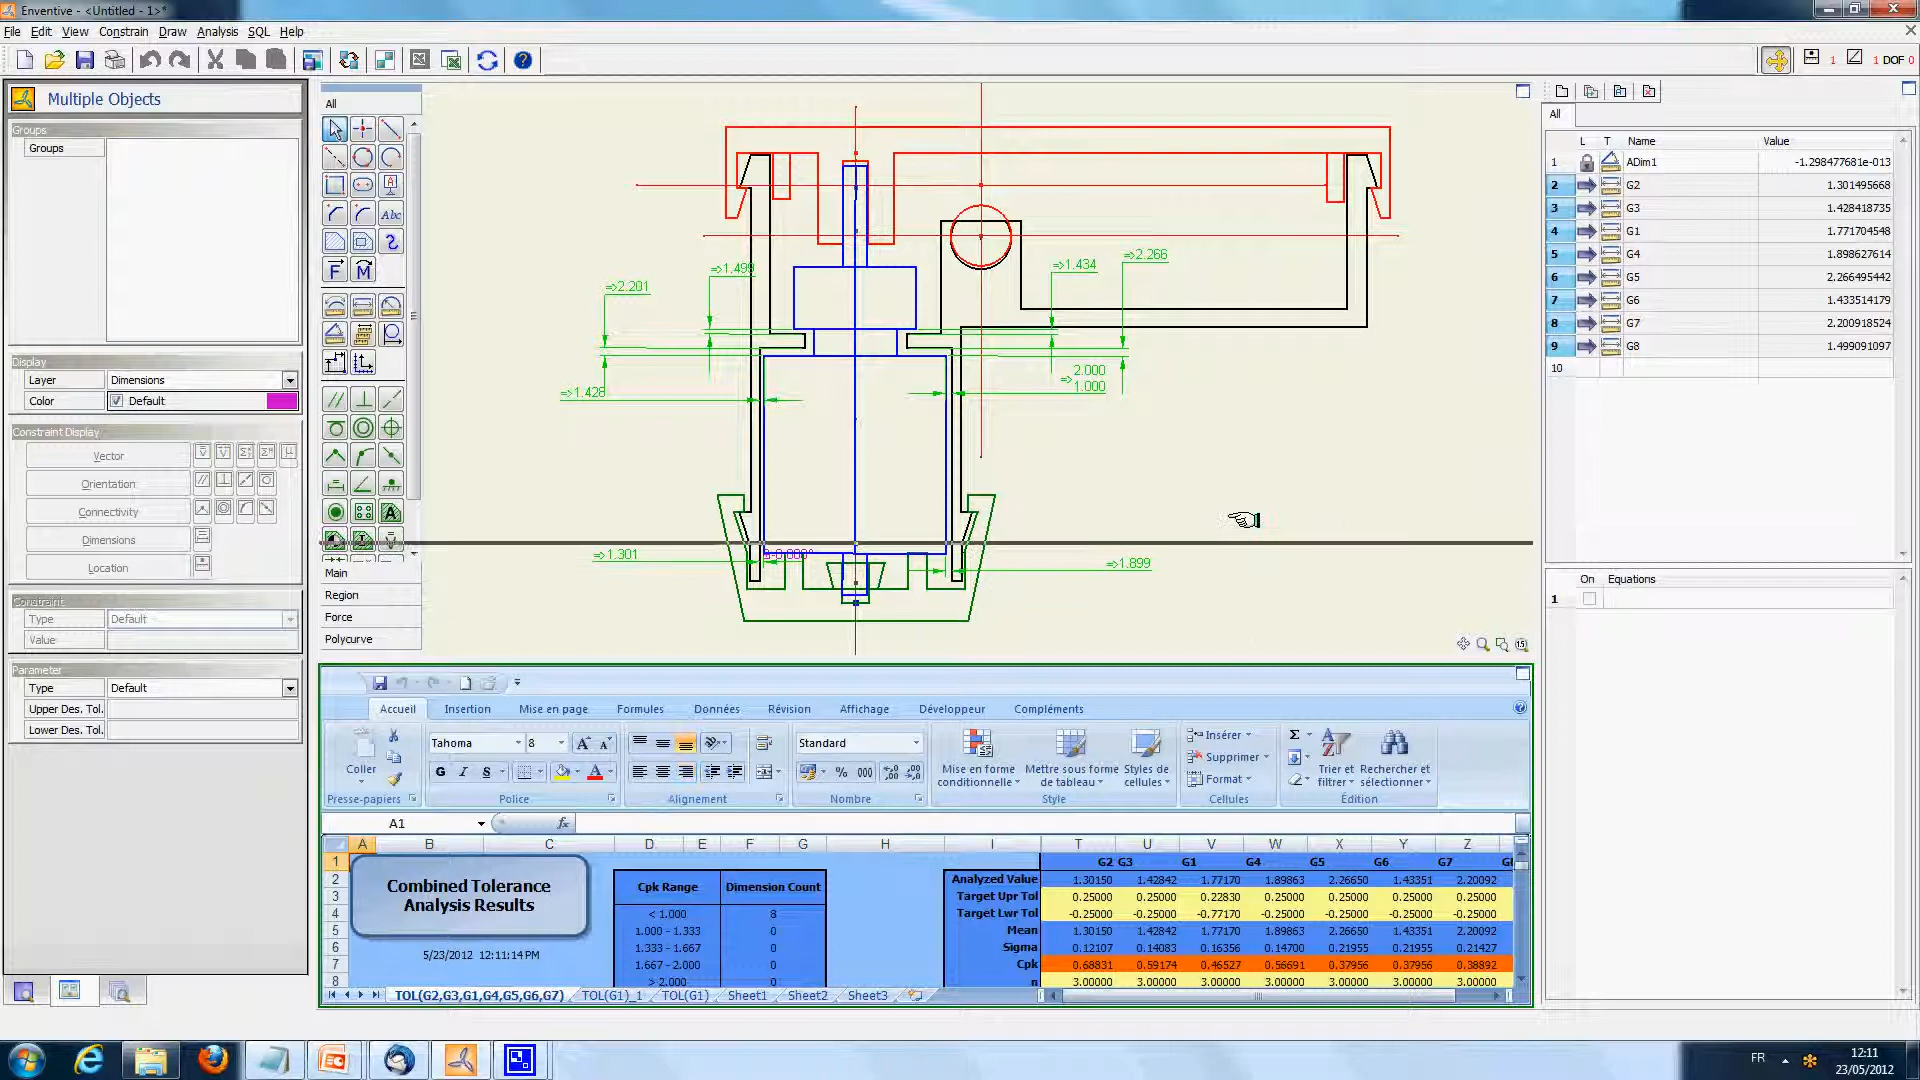 Enventive - <Untitled - 1>*
File Edit View Constrain Draw Analysis SQL Help
1 1 DOF 0
Multiple Objects
Groups
Groups
Display
Layer Dimensions
Color Default
Constraint Display
Vector
Orientation
Connectivity
Dimensions
Location
Constraint
Type Default
Value
Parameter
Type Default
Upper Des. Tol.
Lower Des. Tol.
All
Abc
F M
Main
Region
Force
Polycurve
=>2.201
=>1.499
=>1.434
=>2.266
=>1.428
2.000
=>
1.000
=>1.301
=>1.899
All
L T Name Value
1 ADim1 -1.298477681e-013
2 G2 1.301495668
3 G3 1.428418735
4 G1 1.771704548
5 G4 1.898627614
6 G5 2.266495442
7 G6 1.433514179
8 G7 2.200918524
9 G8 1.499091097
10
On Equations
1
Accueil Insertion Mise en page Formules Données Révision Affichage Développeur Compléments
Coller
Presse-papiers
Tahoma 8
G I S
Police
Alignement
Standard
% 000
Nombre
Mise en forme conditionnelle
Mettre sous forme de tableau
Styles de cellules
Style
Insérer
Supprimer
Format
Cellules
Trier et filtrer
Rechercher et sélectionner
Édition
A1 fx
A B C D E F G H I T U V W X Y Z
1 G2 G3 G1 G4 G5 G6 G7
2 Analyzed Value 1.30150 1.42842 1.77170 1.89863 2.26650 1.43351 2.20092
3 Target Upr Tol 0.25000 0.25000 0.22830 0.25000 0.25000 0.25000 0.25000
4 Target Lwr Tol -0.25000 -0.25000 -0.77170 -0.25000 -0.25000 -0.25000 -0.25000
5 Mean 1.30150 1.42842 1.77170 1.89863 2.26650 1.43351 2.20092
6 Sigma 0.12107 0.14083 0.16356 0.14700 0.21955 0.21955 0.21427
7 Cpk 0.68831 0.59174 0.46527 0.56691 0.37956 0.37956 0.38892
8 n 3.00000 3.00000 3.00000 3.00000 3.00000 3.00000 3.00000
Combined Tolerance
Analysis Results
5/23/2012 12:11:14 PM
Cpk Range Dimension Count
< 1.000 8
1.000 - 1.333 0
1.333 - 1.667 0
1.667 - 2.000 0
> 2.000 0
TOL(G2,G3,G1,G4,G5,G6,G7) TOL(G1)_1 TOL(G1) Sheet1 Sheet2 Sheet3
FR
12:11
23/05/2012